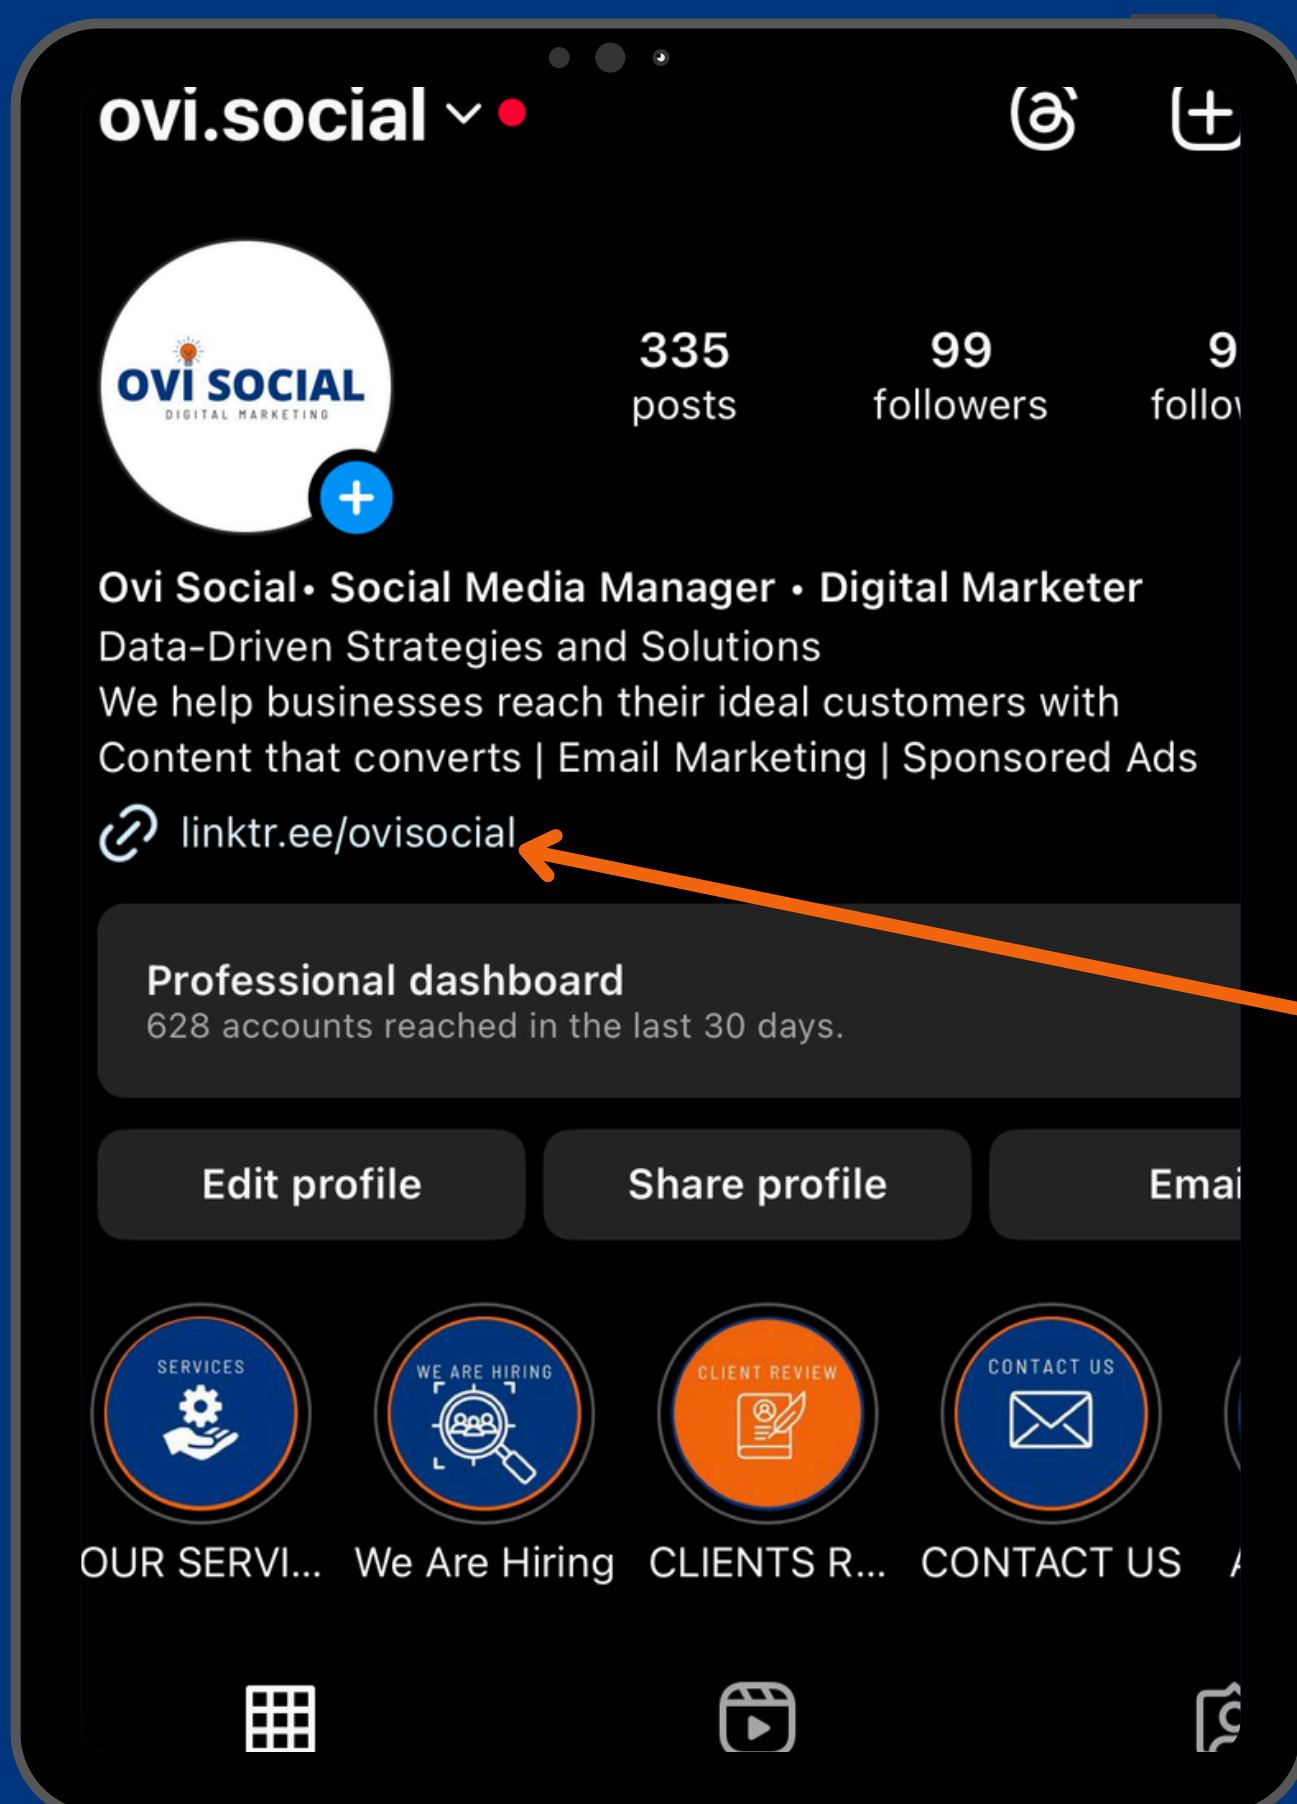 ovi.social
OVI SOCIAL
DIGITAL MARKETING
335
posts
99
followers
9
follow
Ovi Social• Social Media Manager • Digital Marketer
Data-Driven Strategies and Solutions
We help businesses reach their ideal customers with
Content that converts | Email Marketing | Sponsored Ads
linktr.ee/ovisocial
Professional dashboard
628 accounts reached in the last 30 days.
Edit profile
Share profile
Emai
SERVICES
WE ARE HIRING
CLIENT REVIEW
CONTACT US
OUR SERVI...
We Are Hiring
CLIENTS R...
CONTACT US